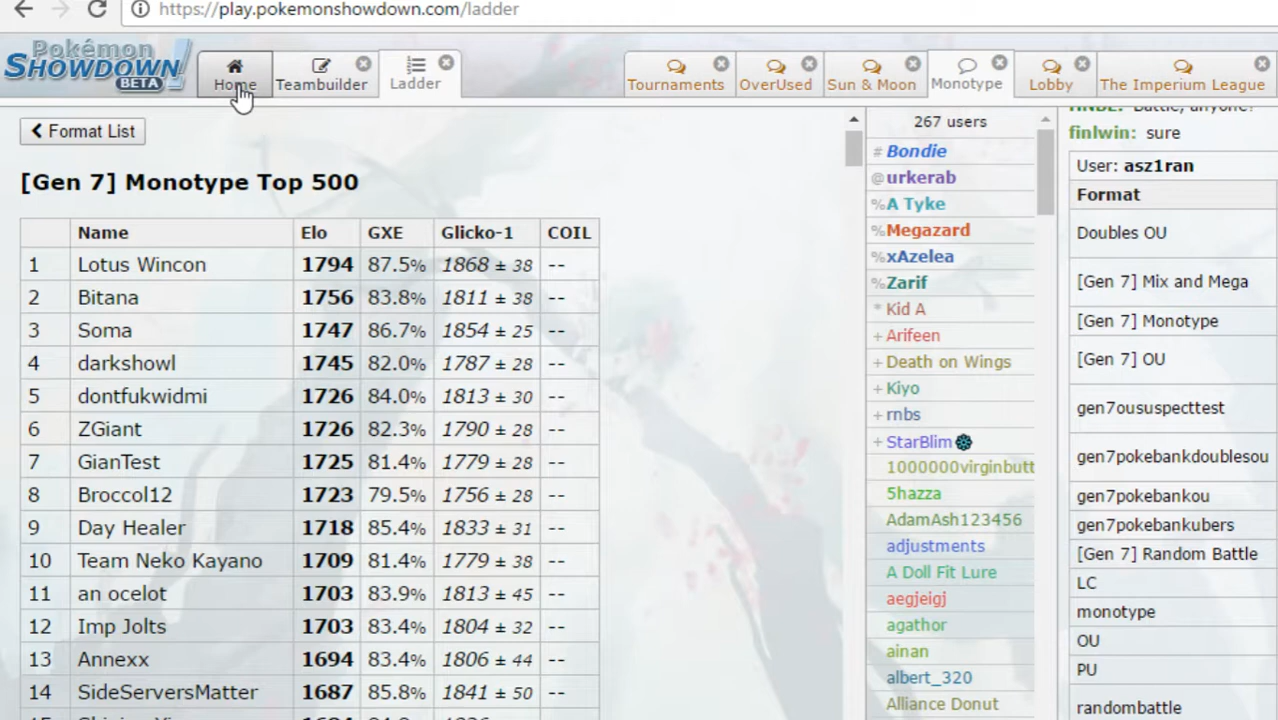 https://play.pokemonshowdown.com/ladder
Pokémon
SHOWDOWN!
BETA
Home
Teambuilder
Ladder
Tournaments
OverUsed
Sun & Moon
Monotype
Lobby
The Imperium League
Format List
[Gen 7] Monotype Top 500
Name Elo GXE Glicko-1 COIL
1 Lotus Wincon 1794 87.5% 1868 ± 38 --
2 Bitana 1756 83.8% 1811 ± 38 --
3 Soma 1747 86.7% 1854 ± 25 --
4 darkshowl 1745 82.0% 1787 ± 28 --
5 dontfukwidmi 1726 84.0% 1813 ± 30 --
6 ZGiant 1726 82.3% 1790 ± 28 --
7 GianTest 1725 81.4% 1779 ± 28 --
8 Broccol12 1723 79.5% 1756 ± 28 --
9 Day Healer 1718 85.4% 1833 ± 31 --
10 Team Neko Kayano 1709 81.4% 1779 ± 38 --
11 an ocelot 1703 83.9% 1813 ± 45 --
12 Imp Jolts 1703 83.4% 1804 ± 32 --
13 Annexx 1694 83.4% 1806 ± 44 --
14 SideServersMatter 1687 85.8% 1841 ± 50 --
267 users
# Bondie
@urkerab
%A Tyke
%Megazard
%xAzelea
%Zarif
* Kid A
+Arifeen
+Death on Wings
+Kiyo
+rnbs
+StarBlim
1000000virginbutt
5hazza
AdamAsh123456
adjustments
A Doll Fit Lure
aegjeigj
agathor
ainan
albert_320
Alliance Donut
Battle, anyone?
finlwin: sure
User: asz1ran
Format
Doubles OU
[Gen 7] Mix and Mega
[Gen 7] Monotype
[Gen 7] OU
gen7oususpecttest
gen7pokebankdoublesou
gen7pokebankou
gen7pokebankubers
[Gen 7] Random Battle
LC
monotype
OU
PU
randombattle